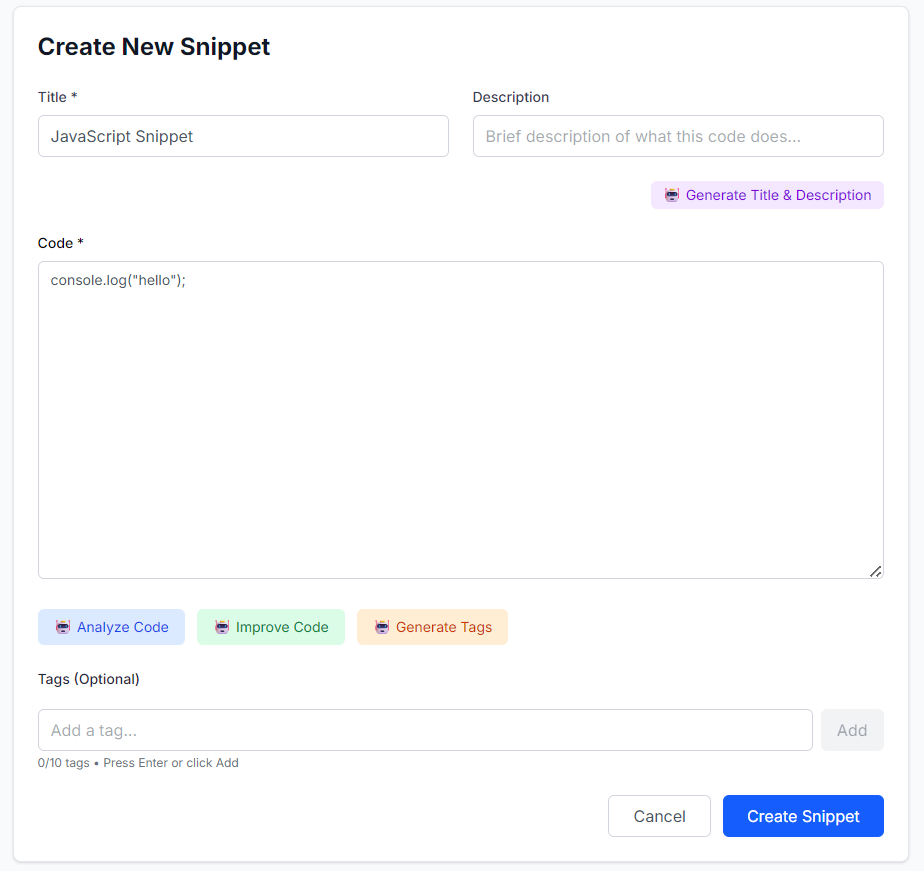 Create New Snippet
Title *
Description
JavaScript Snippet
Brief description of what this code does...
Generate Title & Description
Code *
console.log("hello");
Analyze Code
Improve Code
Generate Tags
Tags (Optional)
Add a tag...
Add
0/10 tags • Press Enter or click Add
Cancel
Create Snippet